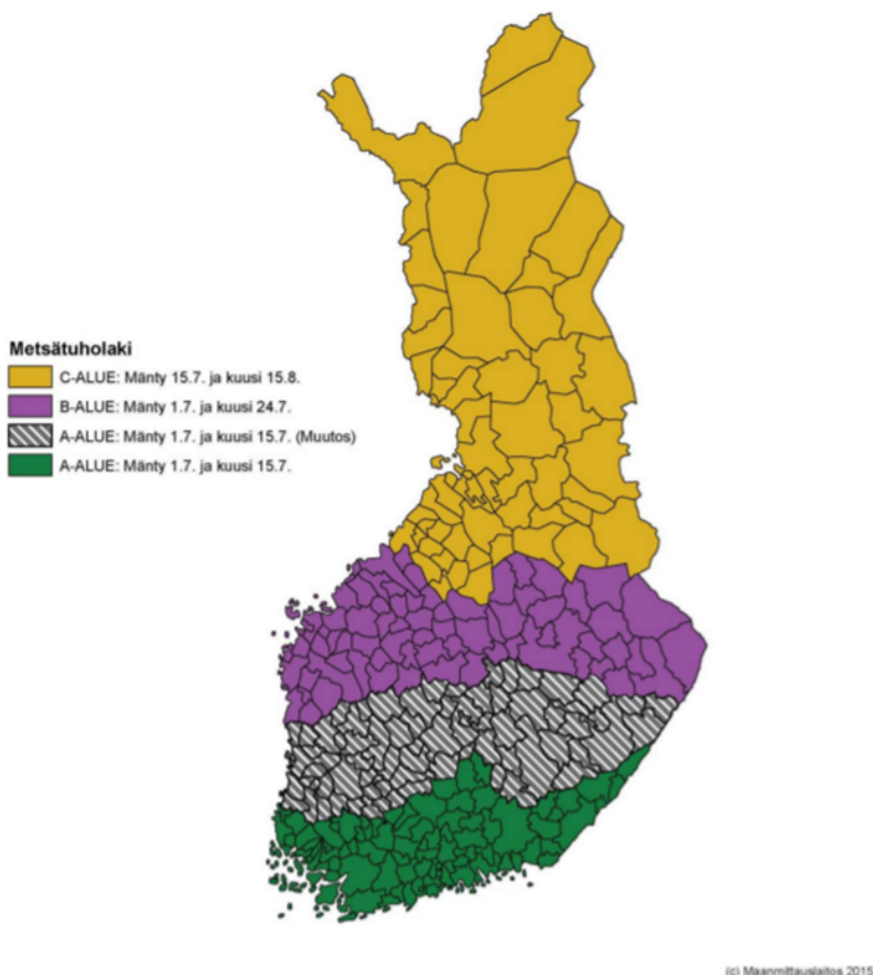 Metsätuholaki
C-ALUE: Mänty 15.7. ja kuusi 15.8.
B-ALUE: Mänty 1.7. ja kuusi 24.7.
A-ALUE: Mänty 1.7. ja kuusi 15.7. (Muutos)
A-ALUE: Mänty 1.7. ja kuusi 15.7.
(c) Maanmittauslaitos 2015